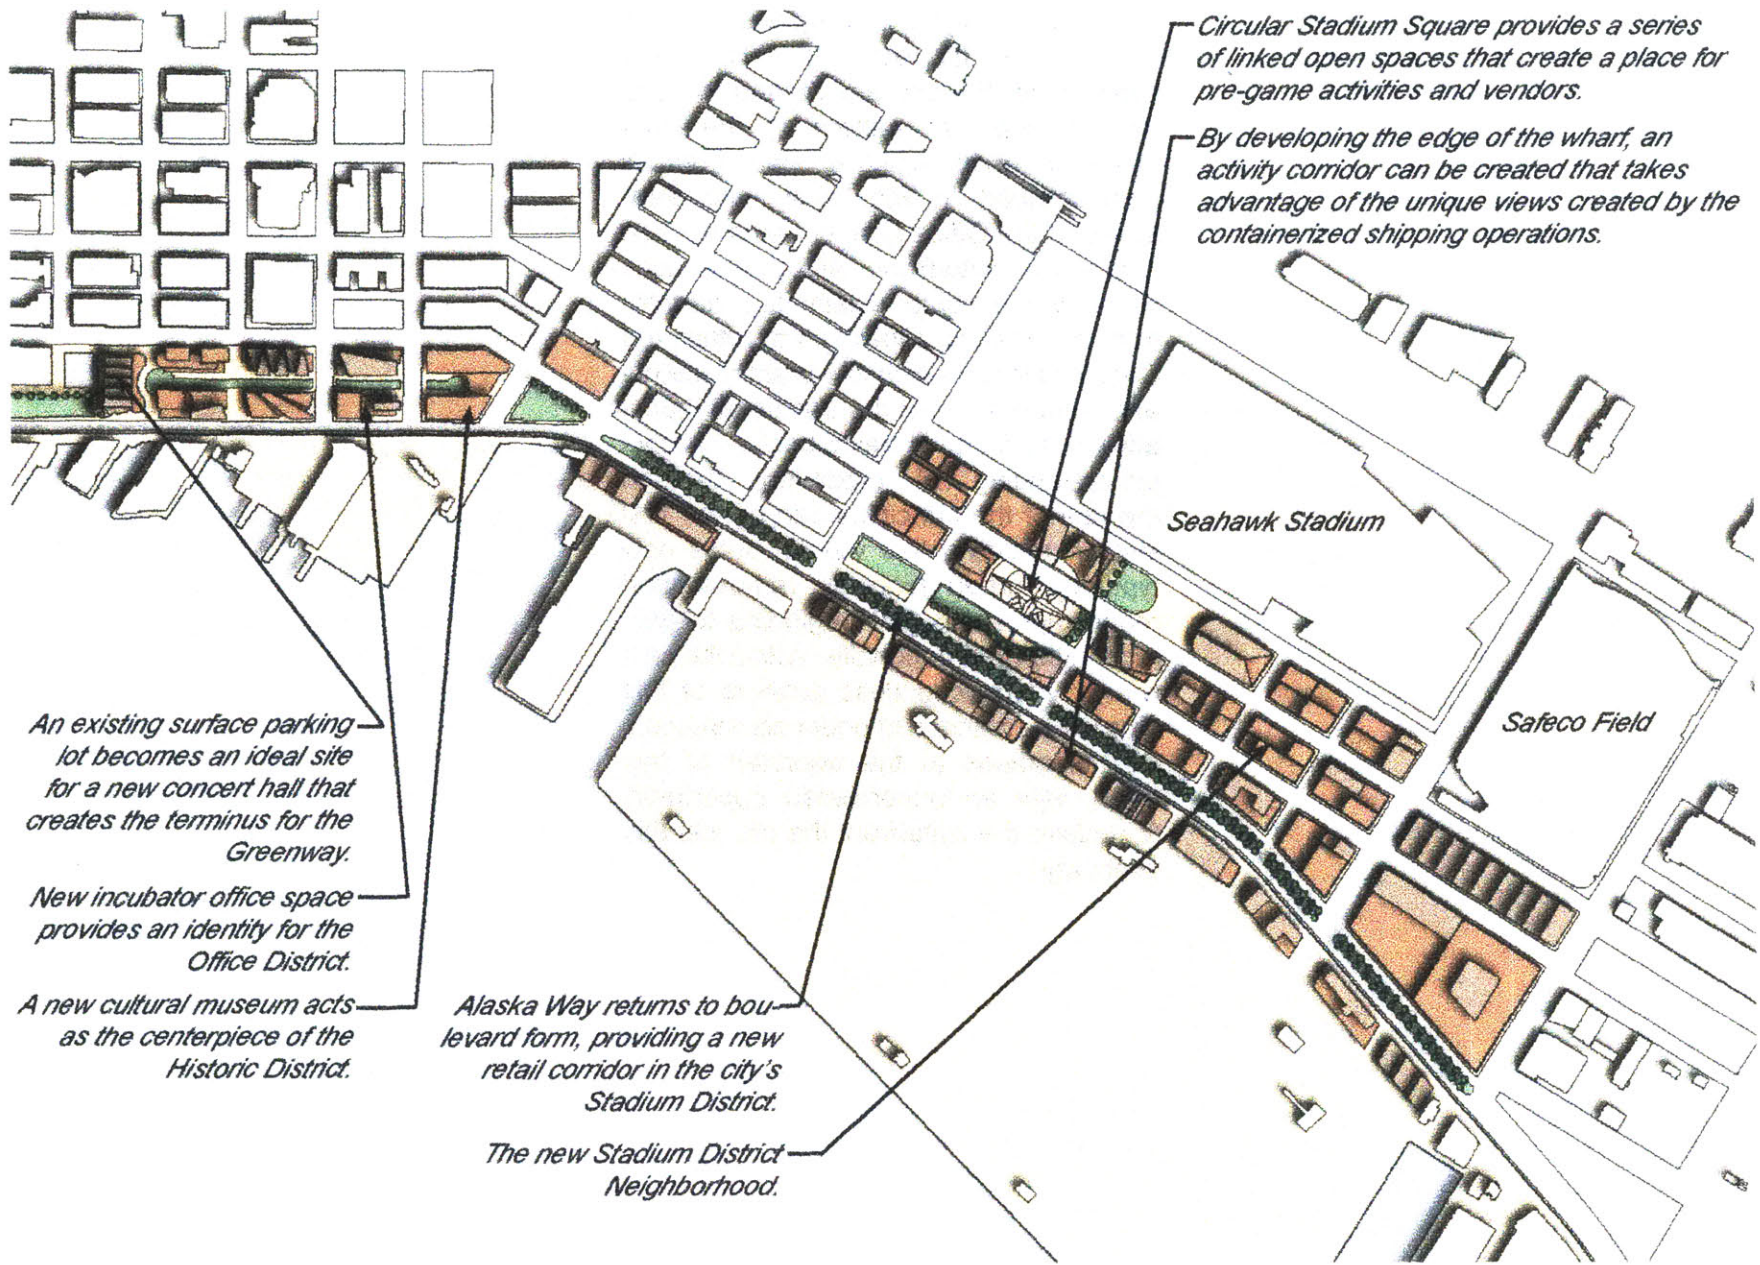 Circular Stadium Square provides a series
of linked open spaces that create a place for
pre-game activities and vendors.
By developing the edge of the wharf, an
activity corridor can be created that takes
advantage of the unique views created by the
containerized shipping operations.
Seahawk Stadium
Safeco Field
An existing surface parking
lot becomes an ideal site
for a new concert hall that
creates the terminus for the
Greenway.
New incubator office space
provides an identity for the
Office District.
A new cultural museum acts
as the centerpiece of the
Historic District.
Alaska Way returns to bou-
levard form, providing a new
retail corridor in the city's
Stadium District.
The new Stadium District
Neighborhood.